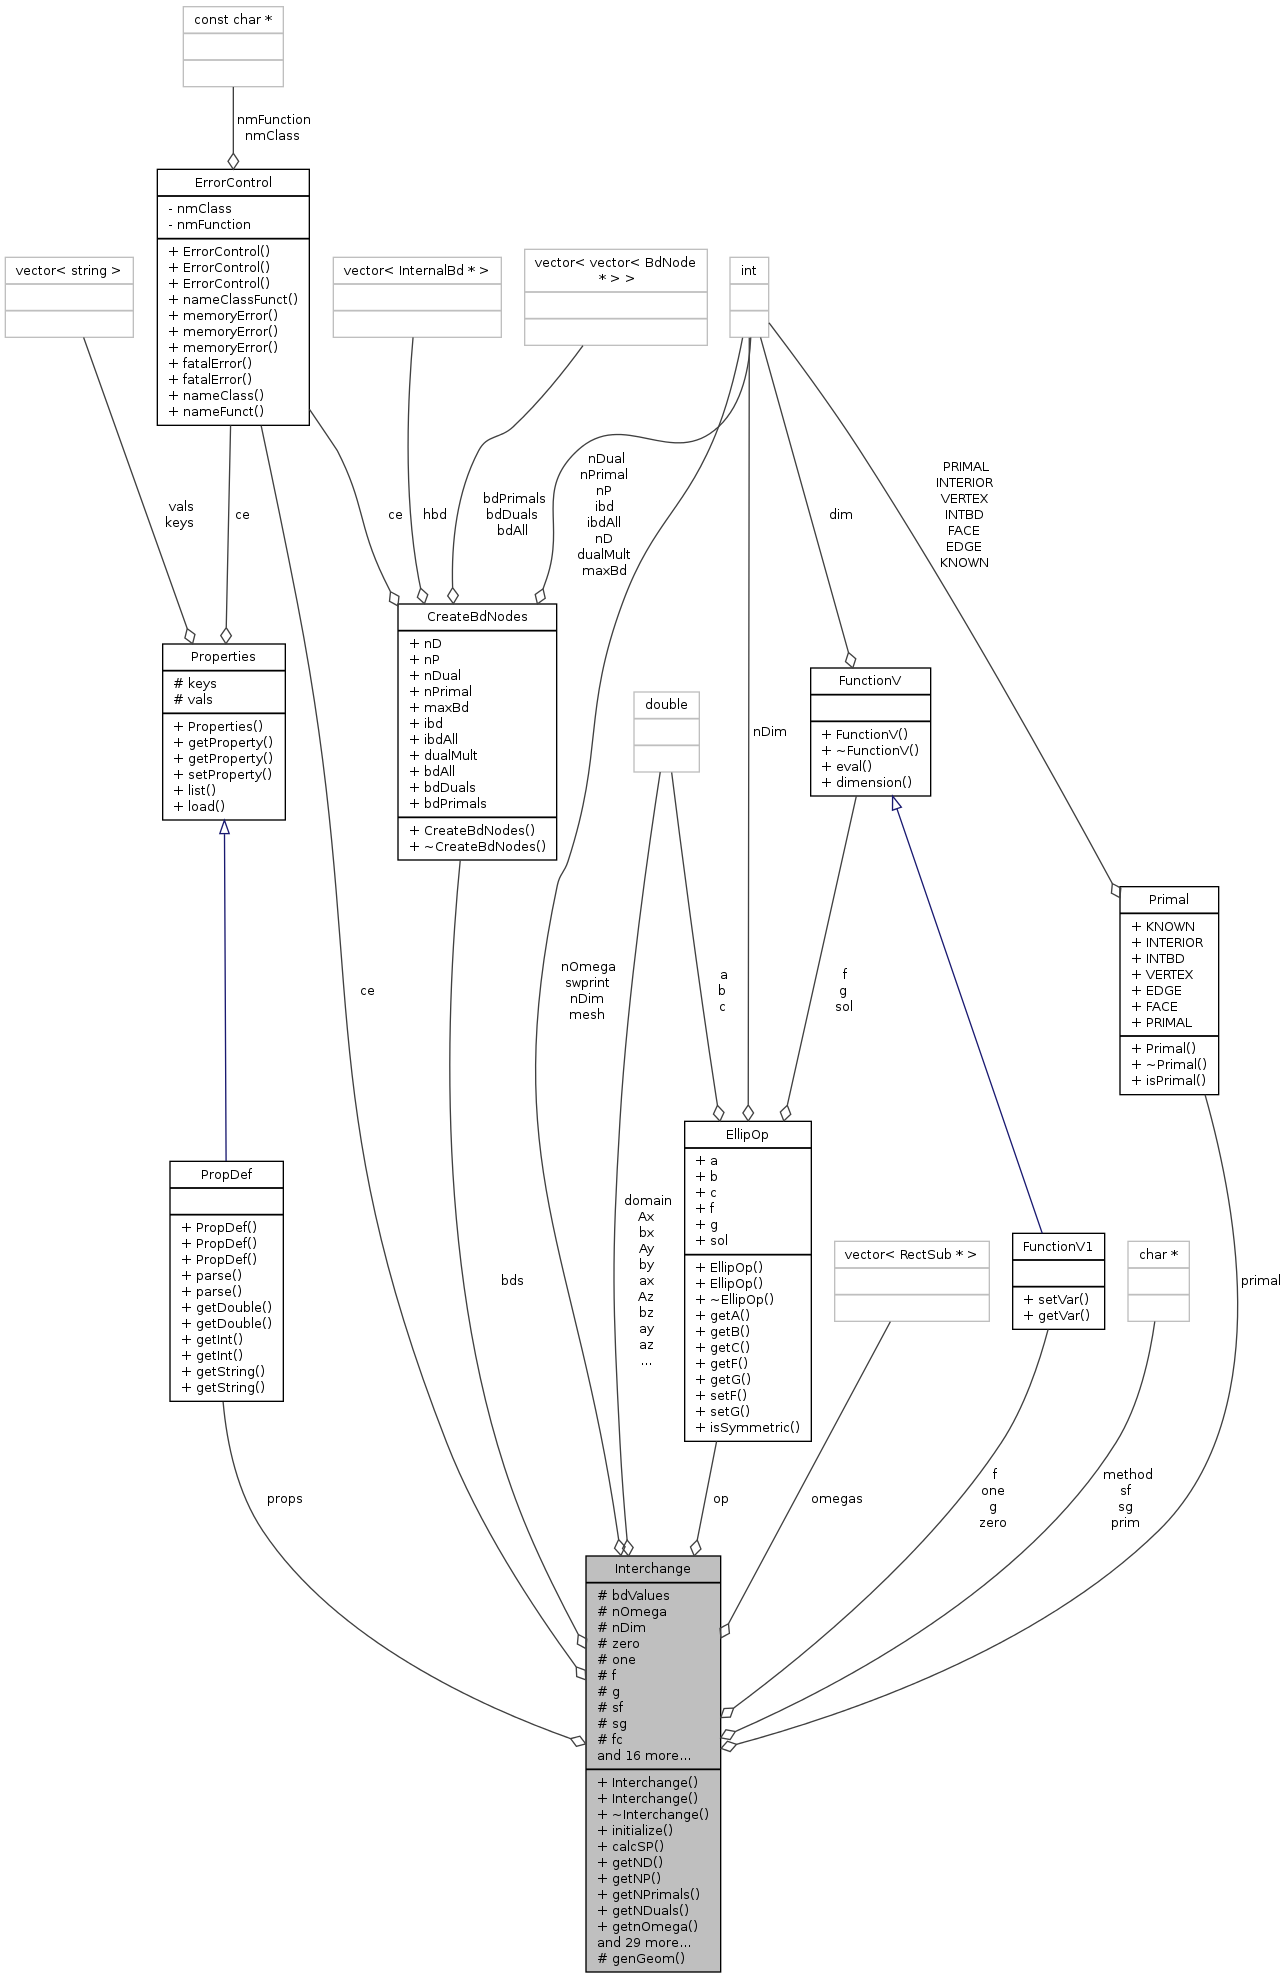 const char *
nmFunction
nmClass
ErrorControl
- nmClass
- nmFunction
+ ErrorControl()
+ ErrorControl()
+ ErrorControl()
+ nameClassFunct()
+ memoryError()
+ memoryError()
+ memoryError()
+ fatalError()
+ fatalError()
+ nameClass()
+ nameFunct()
vector< string >
vector< InternalBd * >
vector< vector< BdNode
* > >
int
vals
keys
ce
ce
hbd
bdPrimals
bdDuals
bdAll
nDual
nPrimal
nP
ibd
ibdAll
nD
dualMult
maxBd
dim
PRIMAL
INTERIOR
VERTEX
INTBD
FACE
EDGE
KNOWN
Properties
# keys
# vals
+ Properties()
+ getProperty()
+ getProperty()
+ setProperty()
+ list()
+ load()
CreateBdNodes
+ nD
+ nP
+ nDual
+ nPrimal
+ maxBd
+ ibd
+ ibdAll
+ dualMult
+ bdAll
+ bdDuals
+ bdPrimals
+ CreateBdNodes()
+ ~CreateBdNodes()
double
nDim
FunctionV
+ FunctionV()
+ ~FunctionV()
+ eval()
+ dimension()
Primal
+ KNOWN
+ INTERIOR
+ INTBD
+ VERTEX
+ EDGE
+ FACE
+ PRIMAL
+ Primal()
+ ~Primal()
+ isPrimal()
ce
nOmega
swprint
nDim
mesh
a
b
c
f
g
sol
PropDef
+ PropDef()
+ PropDef()
+ PropDef()
+ parse()
+ parse()
+ getDouble()
+ getDouble()
+ getInt()
+ getInt()
+ getString()
+ getString()
bds
domain
Ax
bx
Ay
by
ax
Az
bz
ay
az
...
EllipOp
+ a
+ b
+ c
+ f
+ g
+ sol
+ EllipOp()
+ EllipOp()
+ ~EllipOp()
+ getA()
+ getB()
+ getC()
+ getF()
+ getG()
+ setF()
+ setG()
+ isSymmetric()
vector< RectSub * >
FunctionV1
+ setVar()
+ getVar()
char *
primal
props
op
omegas
f
one
g
zero
method
sf
sg
prim
Interchange
# bdValues
# nOmega
# nDim
# zero
# one
# f
# g
# sf
# sg
# fc
and 16 more...
+ Interchange()
+ Interchange()
+ ~Interchange()
+ initialize()
+ calcSP()
+ getND()
+ getNP()
+ getNPrimals()
+ getNDuals()
+ getnOmega()
and 29 more...
# genGeom()